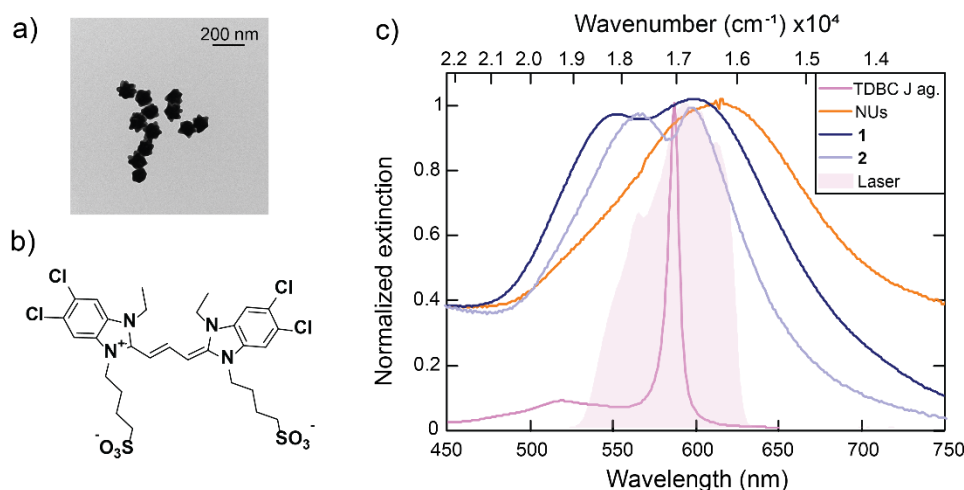 a)
200 nm
b)
Cl
Cl
N
N
+
N
N
Cl
Cl
-
O₃S
SO₃
-
c)
Wavenumber (cm⁻¹) x10⁴
2.2 2.1 2.0 1.9 1.8 1.7 1.6 1.5 1.4
TDBC J ag.
NUs
1
2
Laser
Normalized extinction
1
0.8
0.6
0.4
0.2
0
450 500 550 600 650 700 750
Wavelength (nm)